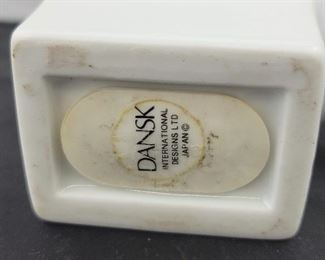 DANSK
INTERNATIONAL
DESIGNS LTD
JAPAN ©